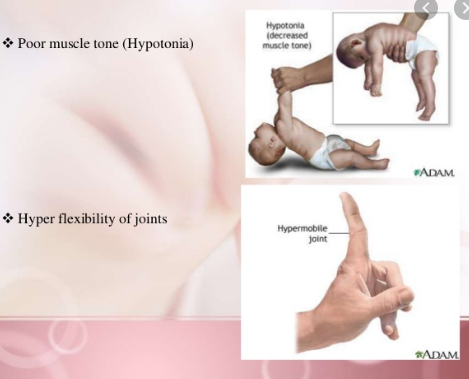 ❖ Poor muscle tone (Hypotonia)
Hypotonia
(decreased
muscle tone)
ADAM.
❖ Hyper flexibility of joints
Hypermobile
joint
ADAM.